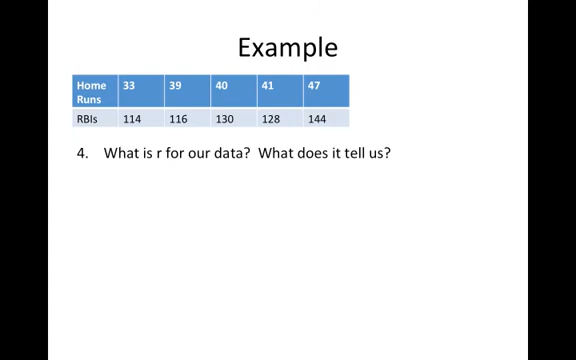 Example
Home Runs 33 39 40 41 47
RBIs 114 116 130 128 144
4. What is r for our data? What does it tell us?